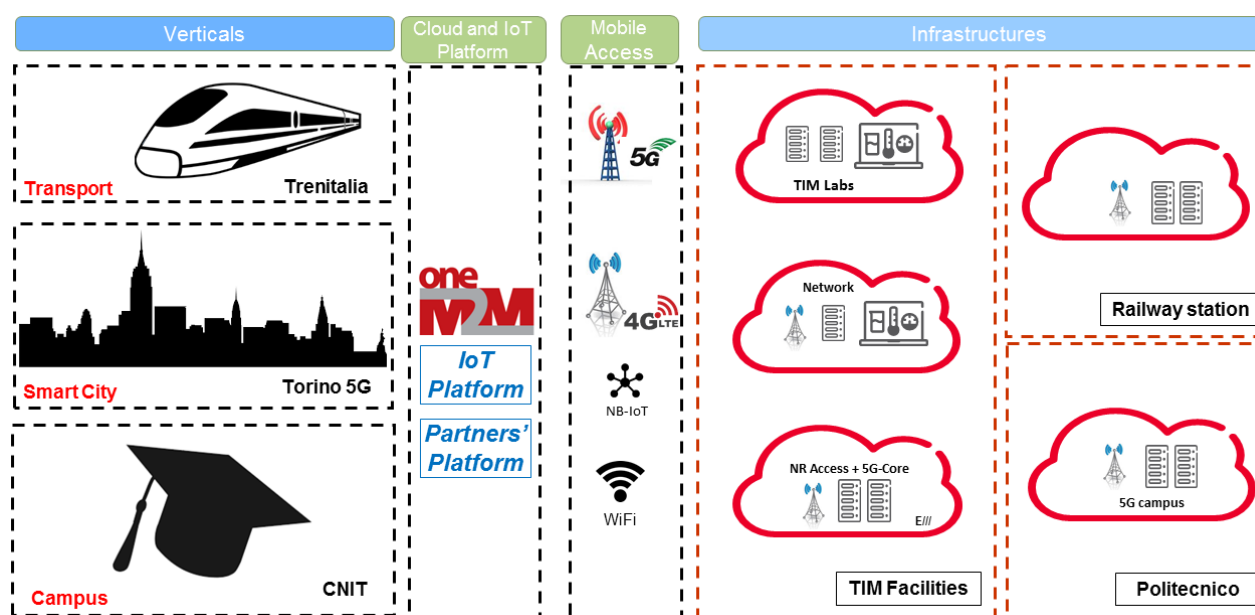 Verticals
Cloud and IoT
Platform
Mobile
Access
Infrastructures
Transport
Trenitalia
Smart City
Torino 5G
Campus
CNIT
one
M2M
IoT
Platform
Partners’
Platform
5G
4G LTE
NB-IoT
WiFi
TIM Labs
Network
NR Access + 5G-Core
E///
TIM Facilities
Railway station
5G campus
Politecnico